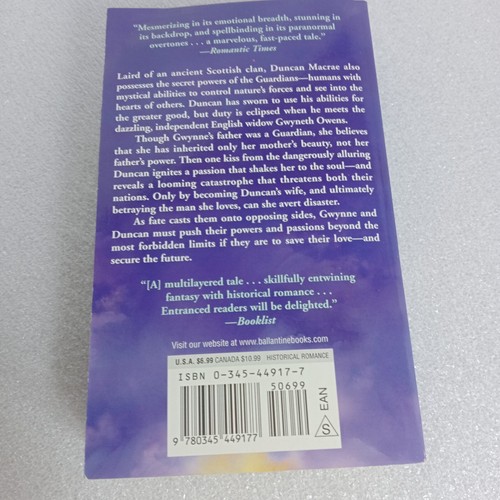 "Mesmerizing in its emotional breadth, stunning in
its backdrop, and spellbinding in its paranormal
overtones . . . a marvelous, fast-paced tale."
—Romantic Times
Laird of an ancient Scottish clan, Duncan Macrae also
possesses the secret powers of the Guardians—humans with
mystical abilities to control nature's forces and see into the
hearts of others. Duncan has sworn to use his abilities for
the greater good, but duty is eclipsed when he meets the
dazzling, independent English widow Gwyneth Owens.
Though Gwynne's father was a Guardian, she believes
that she has inherited only her mother's beauty, not her
father's power. Then one kiss from the dangerously alluring
Duncan ignites a passion that shakes her to the soul—and
reveals a looming catastrophe that threatens both their
nations. Only by becoming Duncan's wife, and ultimately
betraying the man she loves, can she avert disaster.
As fate casts them onto opposing sides, Gwynne and
Duncan must push their powers and passions beyond the
most forbidden limits if they are to save their love—and
secure the future.
"[A] multilayered tale . . . skillfully entwining
fantasy with historical romance . . .
Entranced readers will be delighted."
—Booklist
Visit our website at www.ballantinebooks.com
U.S.A. $6.99 CANADA $10.99 HISTORICAL ROMANCE
ISBN 0-345-44917-7
50699
9 780345 449177
S EAN